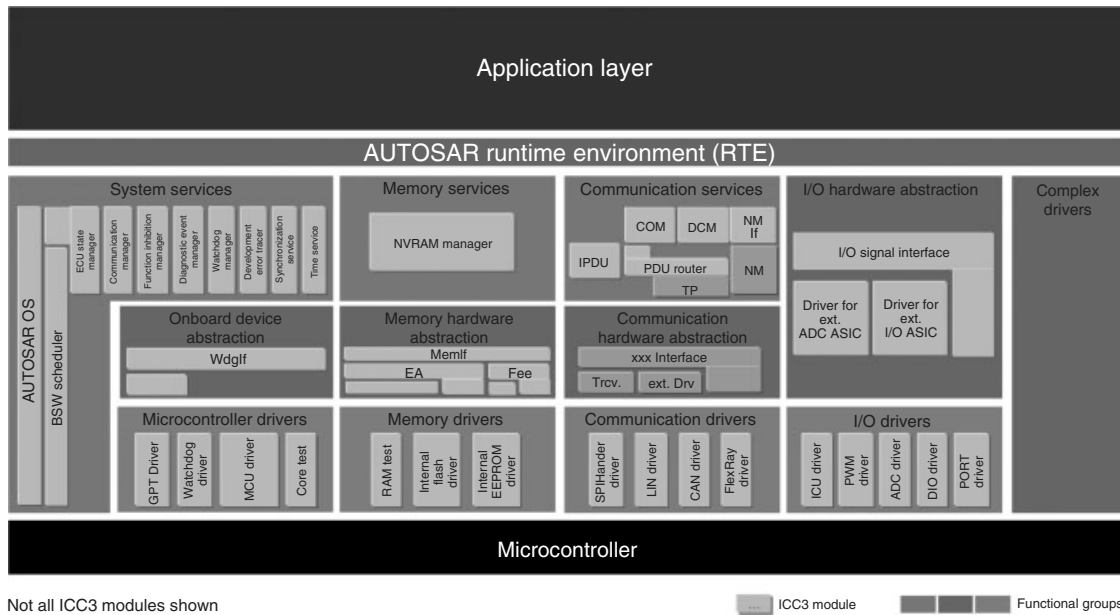 Application layer
AUTOSAR runtime environment (RTE)
System services
AUTOSAR OS
BSW scheduler
ECU state
manager
Communication
manager
Function inhibition
manager
Diagnostic event
manager
Watchdog
manager
Development
error tracer
Synchronization
service
Time service
Memory services
NVRAM manager
Communication services
COM
DCM
NM
If
IPDU
PDU router
TP
NM
I/O hardware abstraction
I/O signal interface
Driver for
ext.
ADC ASIC
Driver for
ext.
I/O ASIC
Complex
drivers
Onboard device
abstraction
WdgIf
Memory hardware
abstraction
MemIf
EA
Fee
Communication
hardware abstraction
xxx Interface
Trcv.
ext. Drv
Microcontroller drivers
GPT Driver
Watchdog
driver
MCU driver
Core test
Memory drivers
RAM test
Internal
flash
driver
Internal
EEPROM
driver
Communication drivers
SPIHander
driver
LIN driver
CAN driver
FlexRay
driver
I/O drivers
ICU driver
PWM
driver
ADC driver
DIO driver
PORT
driver
Microcontroller
Not all ICC3 modules shown
... ICC3 module
Functional groups